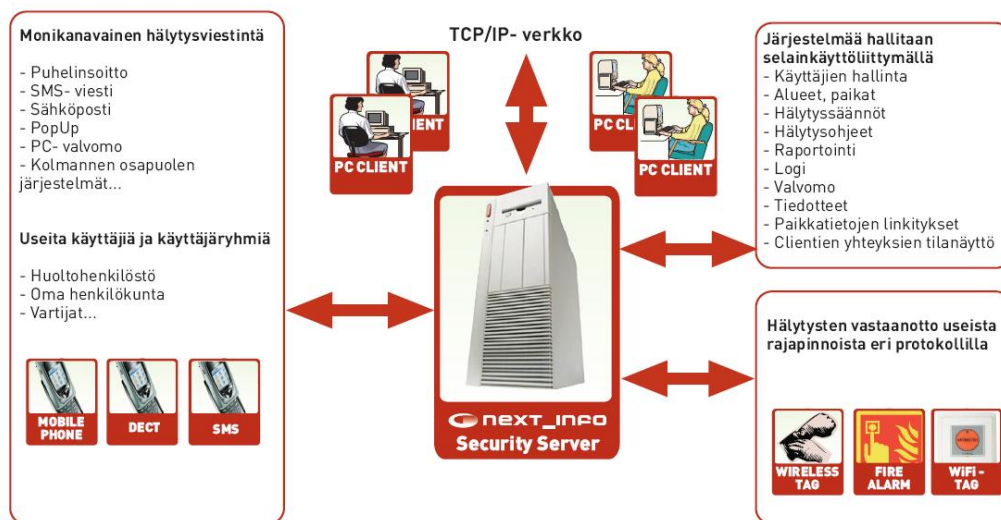 Monikanavainen hälytysviestintä
- Puhelinsoitto
- SMS- viesti
- Sähköposti
- PopUp
- PC- valvomo
- Kolmannen osapuolen
järjestelmät...
Useita käyttäjiä ja käyttäjäryhmiä
- Huoltohenkilöstö
- Oma henkilökunta
- Vartijat...
MOBILE
PHONE
DECT
SMS
TCP/IP- verkko
IENT
PC CLIENT
PC CLI
PC CLIENT
next_info
Security Server
Järjestelmää hallitaan
selainkäyttöliittymällä
- Käyttäjien hallinta
- Alueet, paikat
- Hälytyssäännöt
- Hälytysohjeet
- Raportointi
- Logi
- Valvomo
- Tiedotteet
- Paikkatietojen linkitykset
- Clientien yhteyksien tilanäyttö
Hälytysten vastaanotto useista
rajapinnoista eri protokollilla
WIRELESS
TAG
FIRE
ALARM
WiFi -
TAG